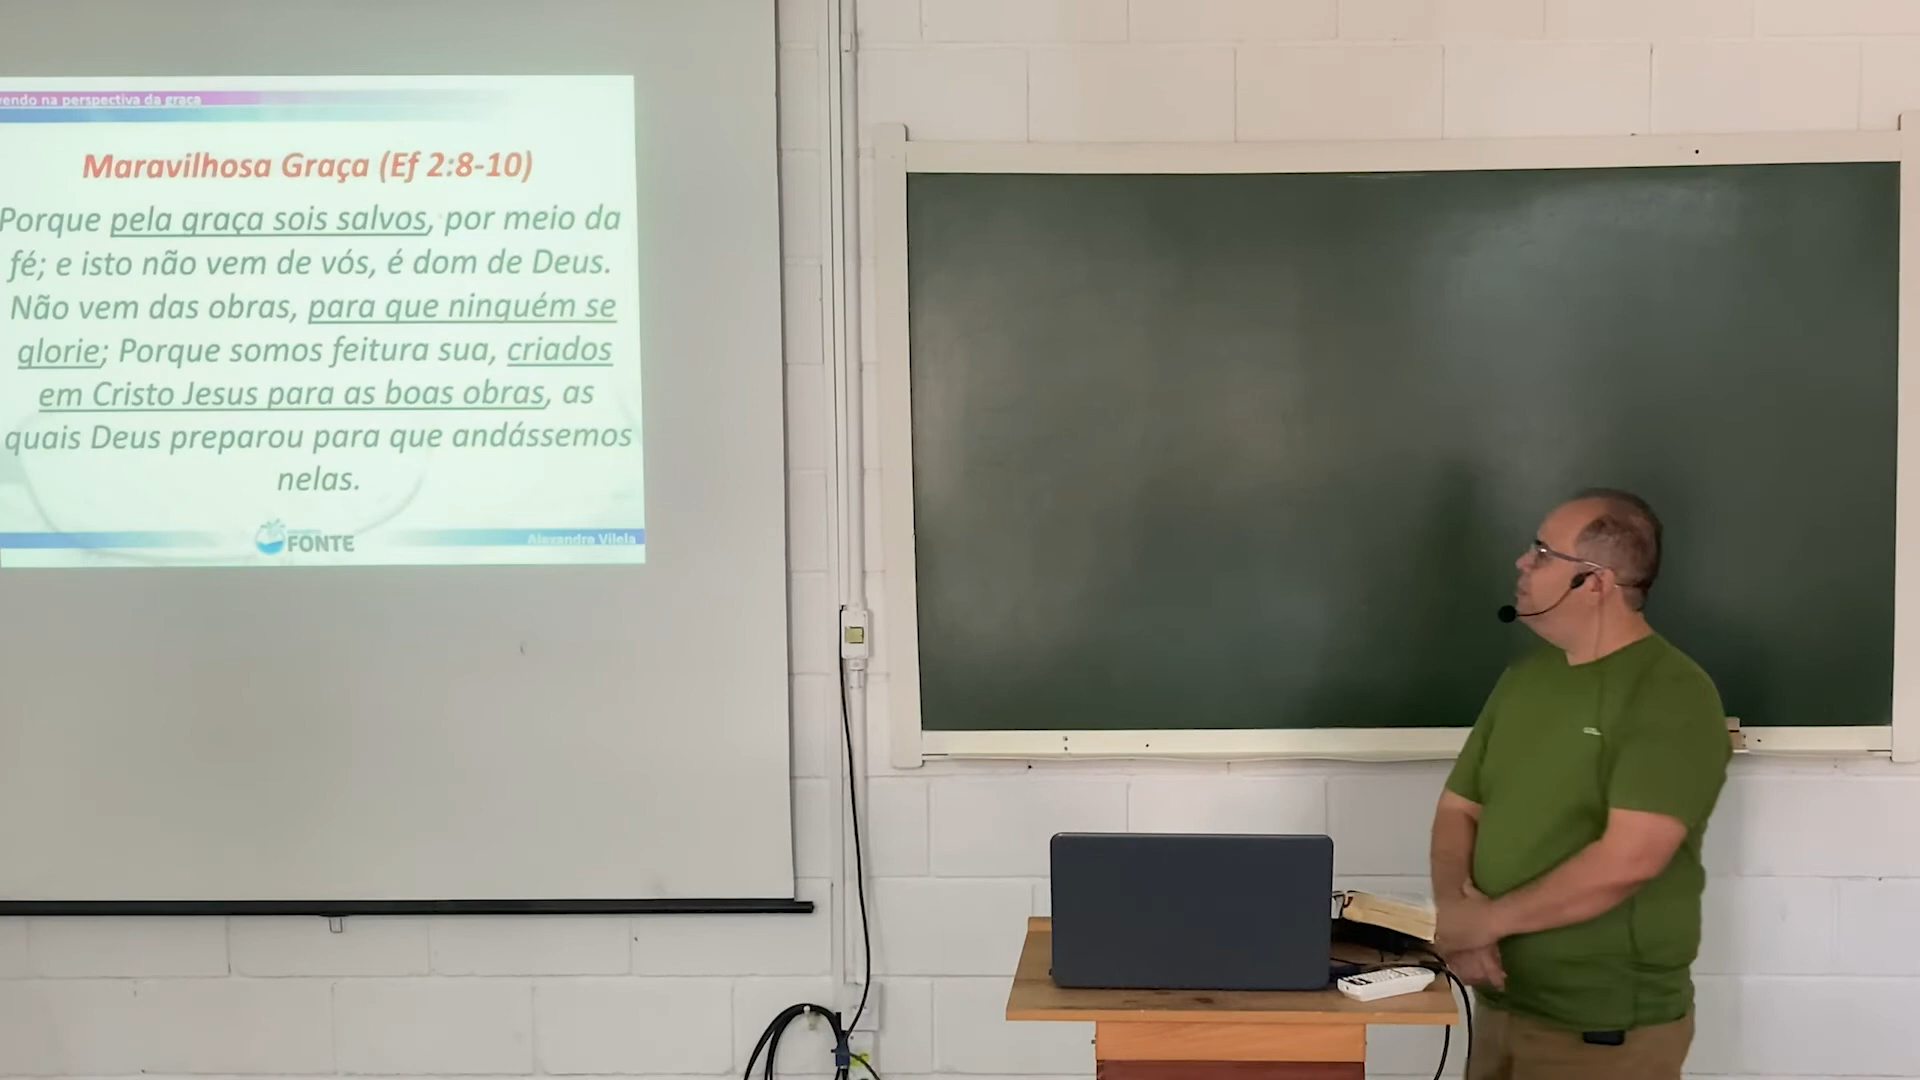 endo na perspectiva da graça
Maravilhosa Graça (Ef 2:8-10)
Porque pela graça sois salvos, por meio da
fé; e isto não vem de vós, é dom de Deus.
Não vem das obras, para que ninguém se
glorie; Porque somos feitura sua, criados
em Cristo Jesus para as boas obras, as
quais Deus preparou para que andássemos
nelas.
FONTE
Alexandre Vilela